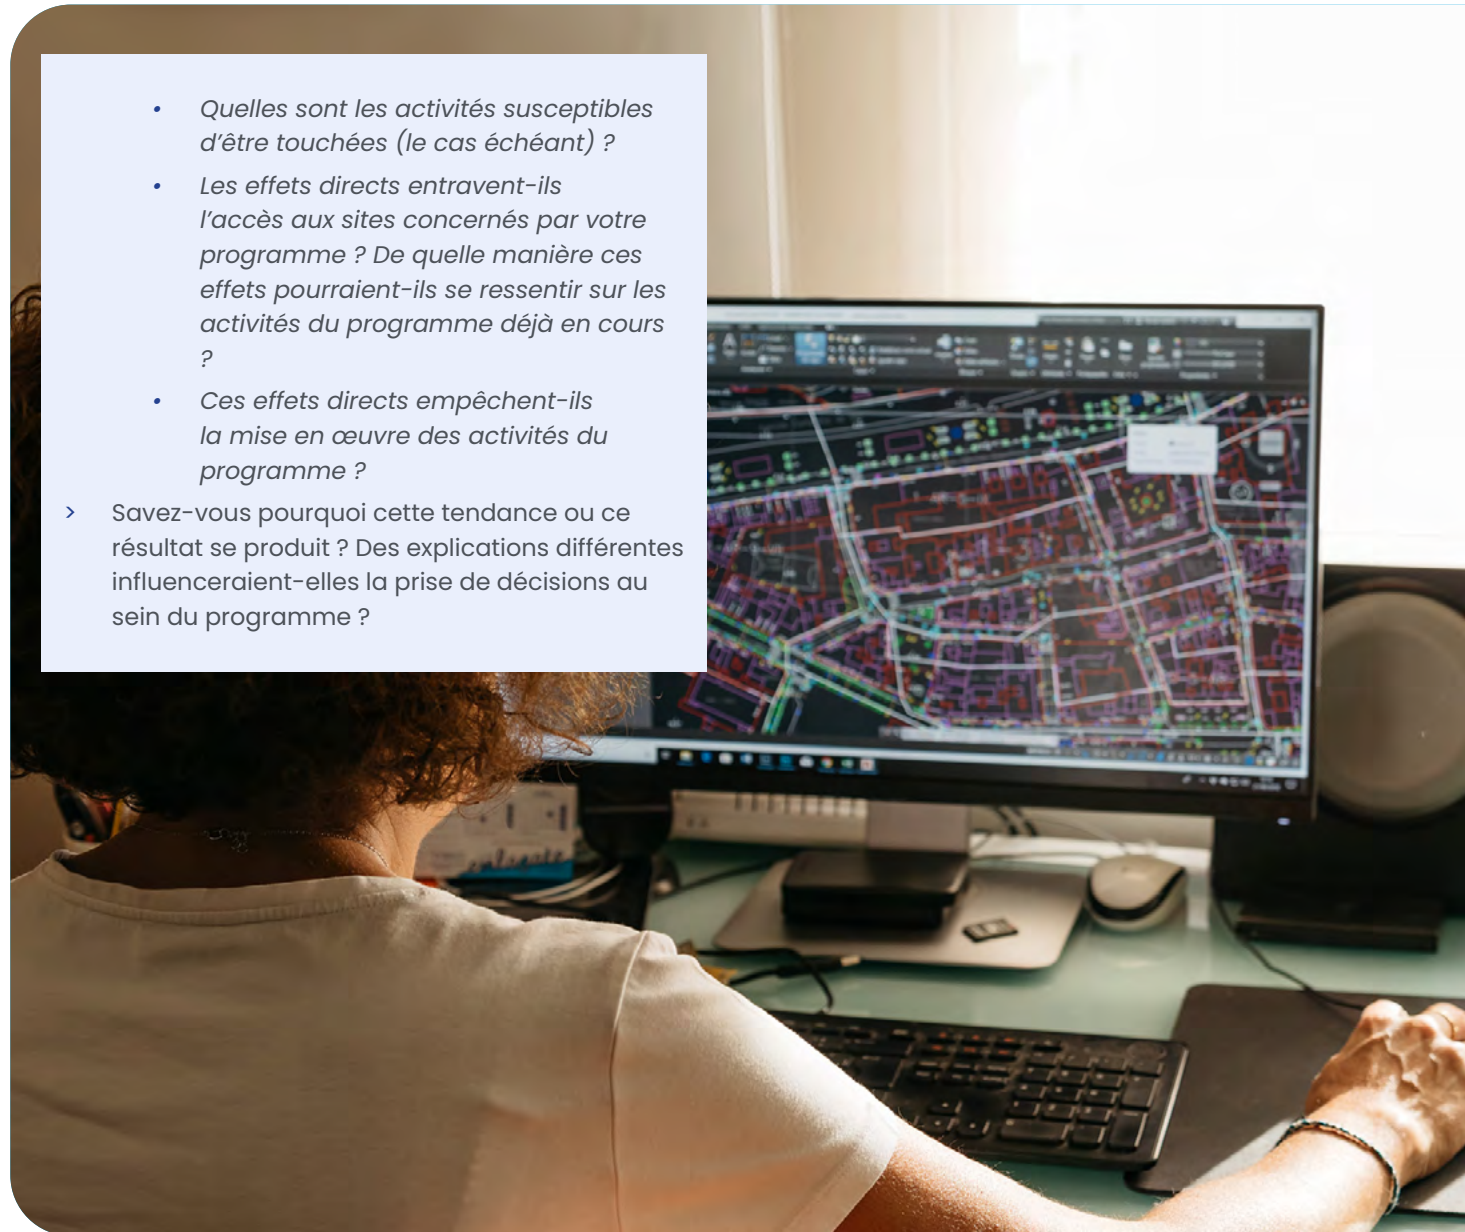 • Quelles sont les activités susceptibles
d’être touchées (le cas échéant) ?
• Les effets directs entravent-ils
l’accès aux sites concernés par votre
programme ? De quelle manière ces
effets pourraient-ils se ressentir sur les
activités du programme déjà en cours
?
• Ces effets directs empêchent-ils
la mise en œuvre des activités du
programme ?
> Savez-vous pourquoi cette tendance ou ce
résultat se produit ? Des explications différentes
influenceraient-elles la prise de décisions au
sein du programme ?